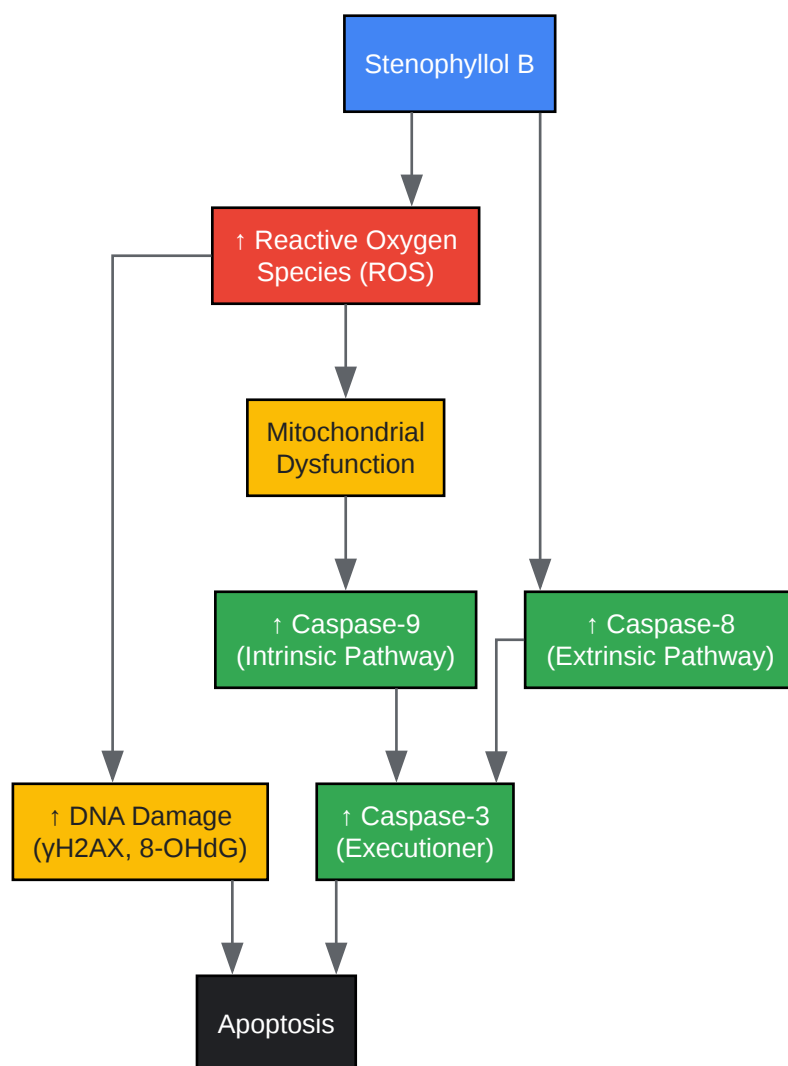 Stenophyllol B
↑ Reactive Oxygen
Species (ROS)
Mitochondrial
Dysfunction
↑ Caspase-9
(Intrinsic Pathway)
↑ Caspase-8
(Extrinsic Pathway)
↑ DNA Damage
(γH2AX, 8-OHdG)
↑ Caspase-3
(Executioner)
Apoptosis